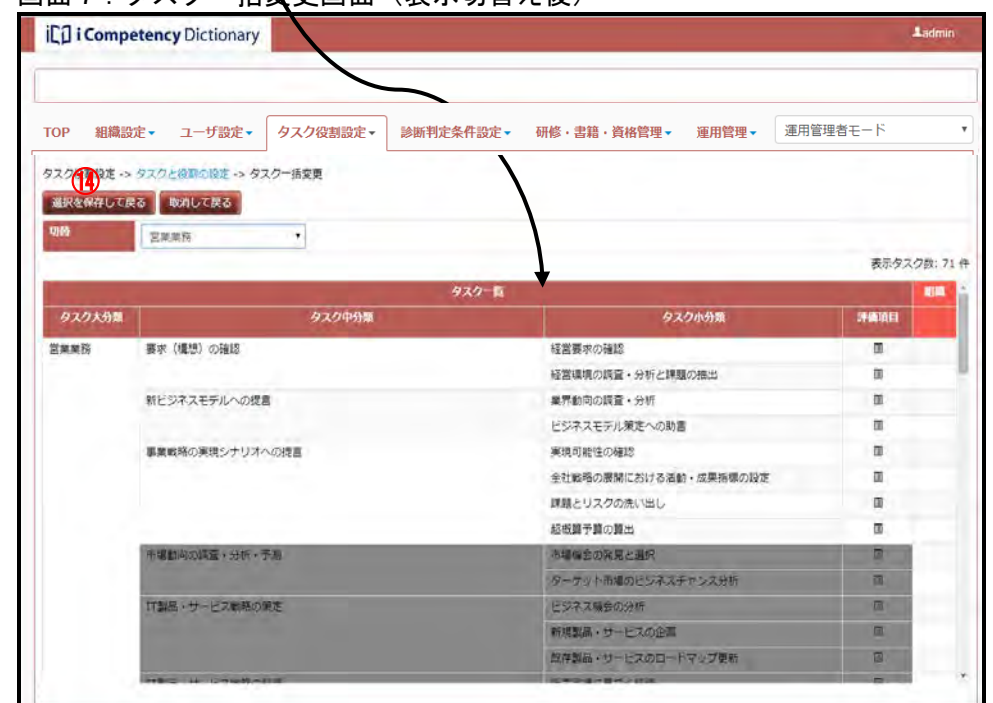 画面7：タスク一括変更画面（表示切替え後）
i Competency Dictionary
admin
TOP 組織設定 ユーザ設定 タスク役割設定 診断判定条件設定 研修・書籍・資格管理 運用管理 運用管理者モード
タスク役割設定 -> タスクと役割の設定 -> タスク一括変更
⑭
選択を保存して戻る 取消して戻る
切替 営業業務
表示タスク数: 71 件
タスク一覧 組織
タスク大分類 タスク中分類 タスク小分類 評価項目
営業業務 要求（構想）の確認 経営要求の確認
経営環境の調査・分析と課題の抽出
新ビジネスモデルへの提言 業界動向の調査・分析
ビジネスモデル策定への助言
事業戦略の実現シナリオへの提言 実現可能性の確認
全社戦略の展開における活動・成果指標の設定
課題とリスクの洗い出し
超概算予算の算出
市場動向の調査・分析・予測 市場機会の発見と選択
ターゲット市場のビジネスチャンス分析
IT製品・サービス戦略の策定 ビジネス機会の分析
新規製品・サービスの企画
既存製品・サービスのロードマップ更新